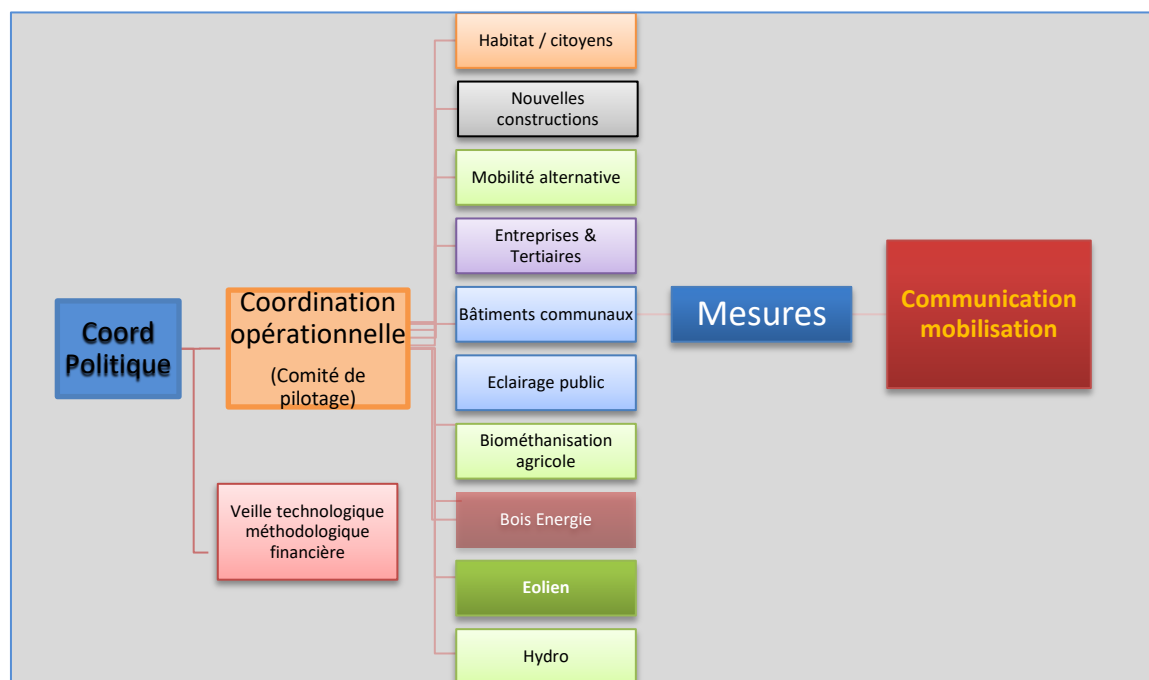 Coord
Politique
Coordination
opérationnelle
(Comité de
pilotage)
Veille technologique
méthodologique
financière
Habitat / citoyens
Nouvelles
constructions
Mobilité alternative
Entreprises &
Tertiaires
Bâtiments communaux
Eclairage public
Biométhanisation
agricole
Bois Energie
Eolien
Hydro
Mesures
Communication
mobilisation